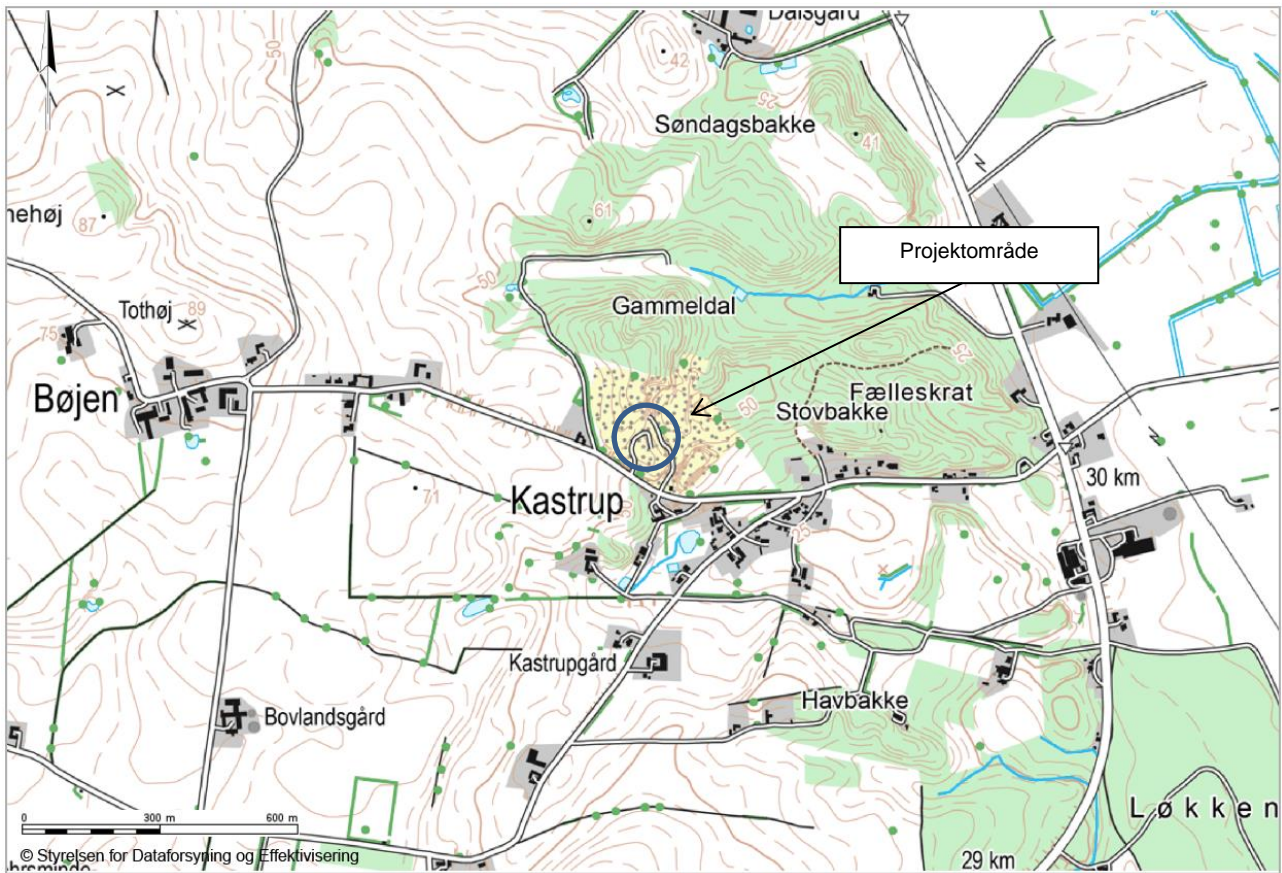 Dalsgård
50
42
25
Søndagsbakke
41
nehøj
87
61
N
Projektområde
50
Gammeldal
Tothøj
89
75
25
Bøjen
Fælleskrat
50
Stovbakke
N
30 km
71
Kastrup
25
Kastrupgård
Havbakke
Bovlandsgård
Løkken
0 300 m 600 m
© Styrelsen for Dataforsyning og Effektivisering
29 km